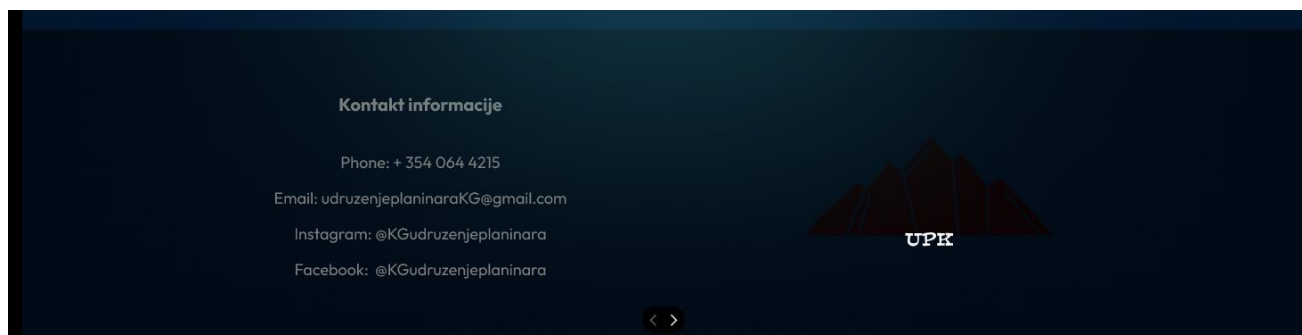 Kontakt informacije
Phone: + 354 064 4215
Email: udruzenjeplaninaraKG@gmail.com
Instagram: @KGudruzenjeplaninara
Facebook: @KGudruzenjeplaninara
UPK